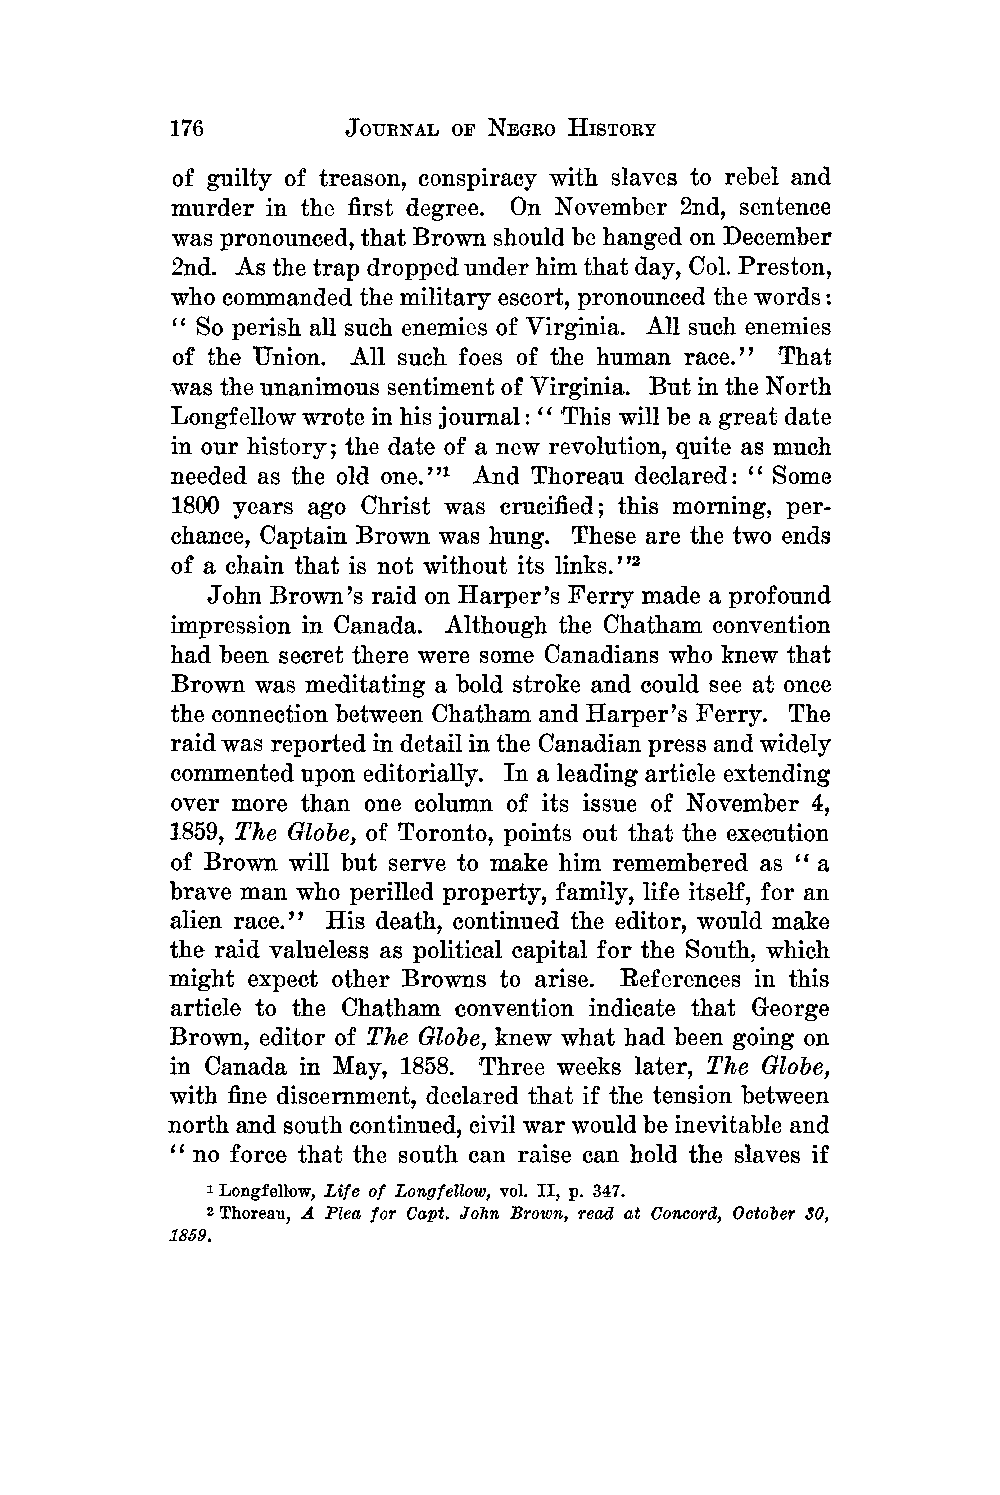 176 JOURNAL OF NEGRO HISTORY
of guilty of treason, conspiracy with slaves to rebel and
murder in the first degree. On November 2nd, sentence
was pronounced, that Brown should be hanged on December
2nd. As the trap dropped under him that day, Col. Preston,
who commanded the military escort, pronounced the words:
“ So perish all such enemies of Virginia. All such enemies
of the Union. All such foes of the human race.” That
was the unanimous sentiment of Virginia. But in the North
Longfellow wrote in his journal: “ This will be a great date
in our history; the date of a new revolution, quite as much
needed as the old one.”1 And Thoreau declared: “ Some
1800 years ago Christ was crucified; this morning, per-
chance, Captain Brown was hung. These are the two ends
of a chain that is not without its links.”2
John Brown’s raid on Harper’s Ferry made a profound
impression in Canada. Although the Chatham convention
had been secret there were some Canadians who knew that
Brown was meditating a bold stroke and could see at once
the connection between Chatham and Harper’s Ferry. The
raid was reported in detail in the Canadian press and widely
commented upon editorially. In a leading article extending
over more than one column of its issue of November 4,
1859, The Globe, of Toronto, points out that the execution
of Brown will but serve to make him remembered as “ a
brave man who perilled property, family, life itself, for an
alien race.” His death, continued the editor, would make
the raid valueless as political capital for the South, which
might expect other Browns to arise. References in this
article to the Chatham convention indicate that George
Brown, editor of The Globe, knew what had been going on
in Canada in May, 1858. Three weeks later, The Globe,
with fine discernment, declared that if the tension between
north and south continued, civil war would be inevitable and
“ no force that the south can raise can hold the slaves if
1 Longfellow, Life of Longfellow, vol. II, p. 347.
2 Thoreau, A Plea for Capt. John Brown, read at Concord, October 30,
1859.